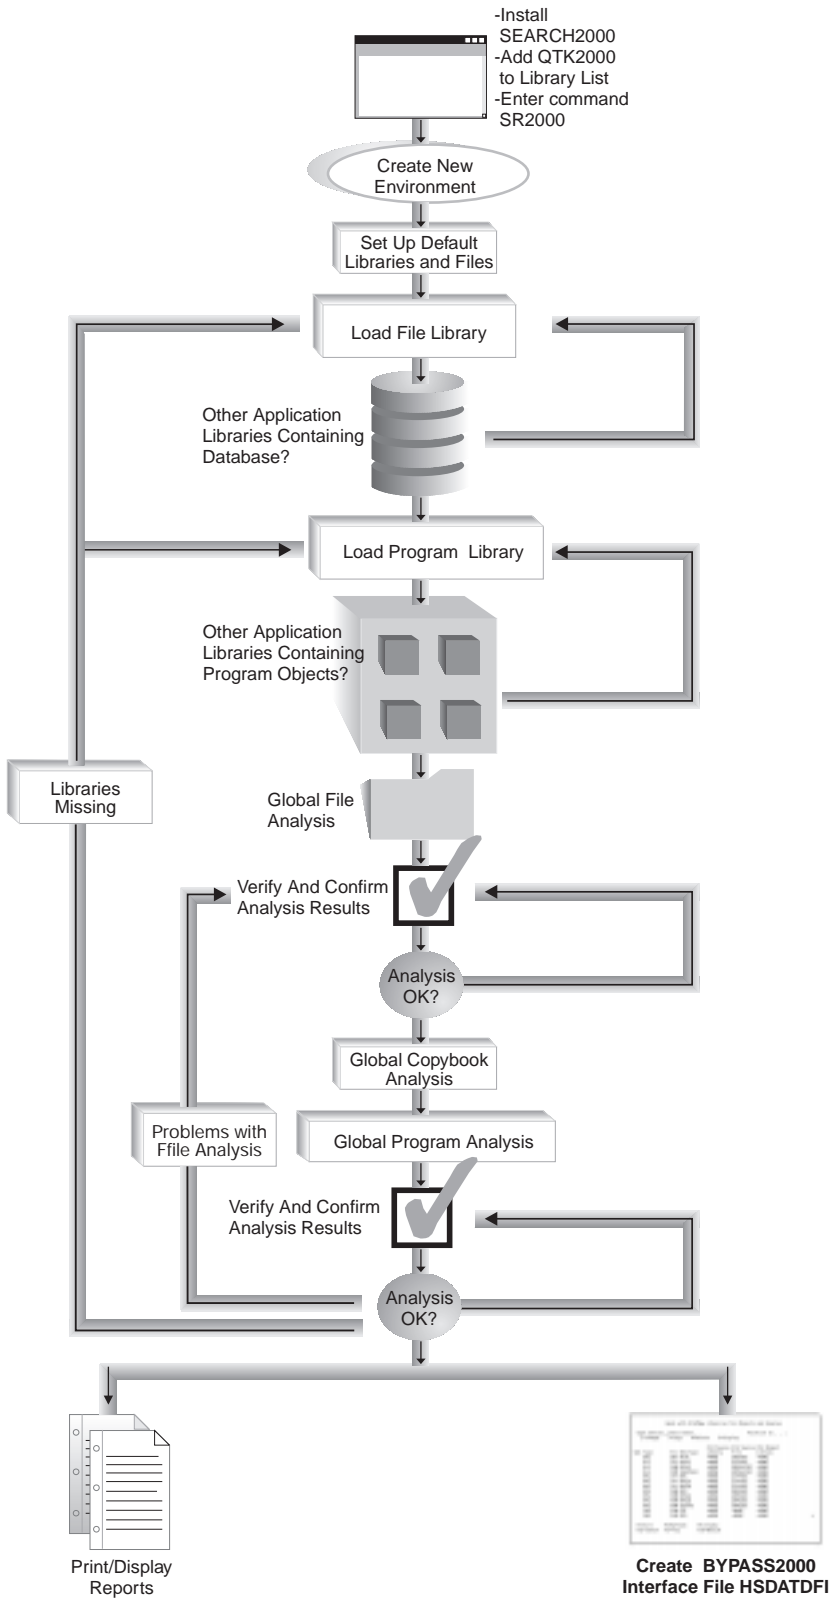 -Install
SEARCH2000
-Add QTK2000
to Library List
-Enter command
SR2000
Create New
Environment
Set Up Default
Libraries and Files
Load File Library
Other Application
Libraries Containing
Database?
Load Program Library
Other Application
Libraries Containing
Program Objects?
Libraries
Missing
Global File
Analysis
Verify And Confirm
Analysis Results
Analysis
OK?
Global Copybook
Analysis
Problems with
Ffile Analysis
Global Program Analysis
Verify And Confirm
Analysis Results
Analysis
OK?
Print/Display
Reports
Create BYPASS2000
Interface File HSDATDFI